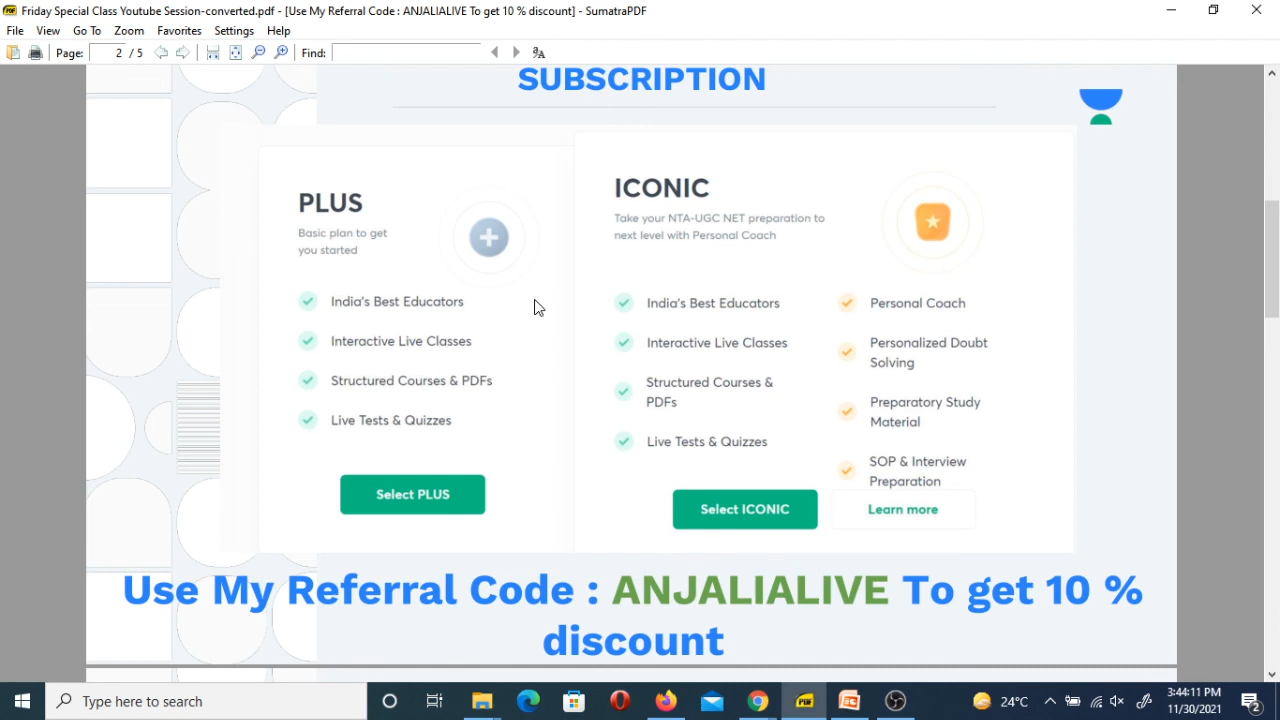 Friday Special Class Youtube Session-converted.pdf - [Use My Referral Code : ANJALIALIVE To get 10 % discount] - SumatraPDF
File View Go To Zoom Favorites Settings Help
Page: 2 / 5 Find:
SUBSCRIPTION
PLUS
Basic plan to get
you started
India's Best Educators
Interactive Live Classes
Structured Courses & PDFs
Live Tests & Quizzes
Select PLUS
ICONIC
Take your NTA-UGC NET preparation to
next level with Personal Coach
India's Best Educators
Interactive Live Classes
Structured Courses &
PDFs
Live Tests & Quizzes
Personal Coach
Personalized Doubt
Solving
Preparatory Study
Material
SOP & Interview
Preparation
Select ICONIC
Learn more
Use My Referral Code : ANJALIALIVE To get 10 %
discount
Type here to search
24°C
3:44:11 PM
11/30/2021
2